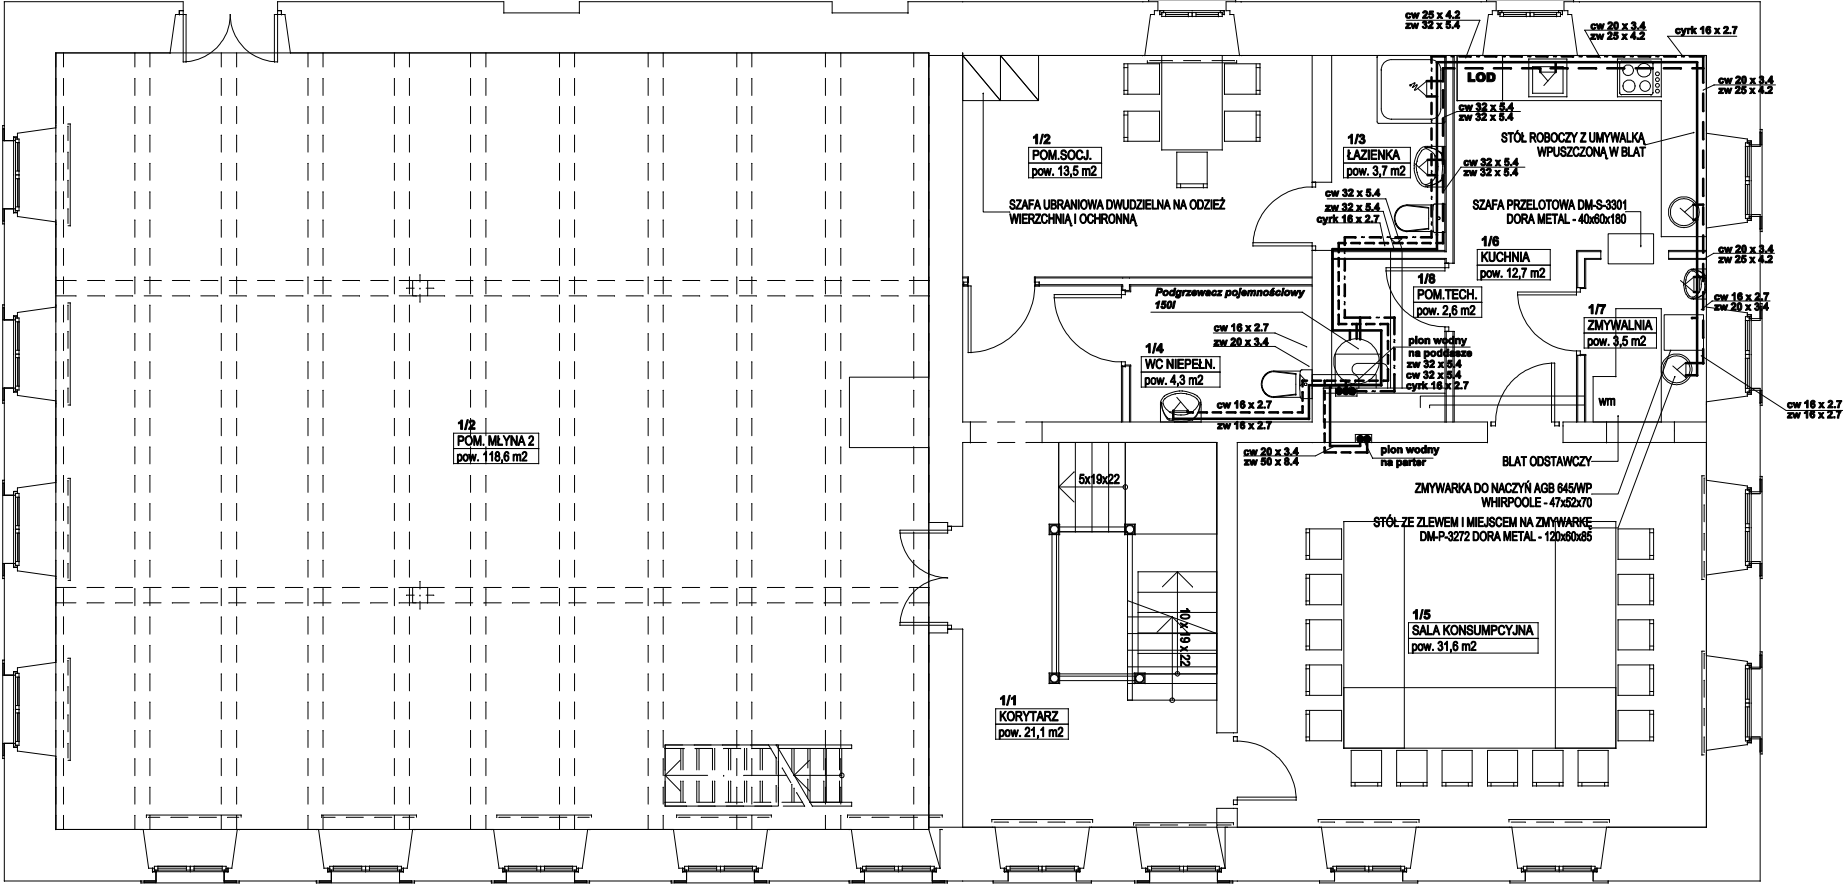 cw 25 x 4.2
zw 32 x 5.4
cw 20 x 3.4
zw 25 x 4.2
cyrk 16 x 2.7
LOD
cw 20 x 3.4
zw 25 x 4.2
cw 32 x 5.4
zw 32 x 5.4
1/2
POM.SOCJ.
pow. 13,5 m2
1/3
ŁAZIENKA
pow. 3,7 m2
STÓŁ ROBOCZY Z UMYWALKĄ
WPUSZCZONĄ W BLAT
cw 32 x 5.4
zw 32 x 5.4
SZAFA UBRANIOWA DWUDZIELNA NA ODZIEŻ
WIERZCHNIĄ I OCHRONNĄ
cw 32 x 5.4
zw 32 x 5.4
cyrk 16 x 2.7
SZAFA PRZELOTOWA DM-S-3301
DORA METAL - 40x60x180
1/6
KUCHNIA
pow. 12,7 m2
cw 20 x 3.4
zw 25 x 4.2
1/8
POM.TECH.
pow. 2,6 m2
Podgrzewacz pojemnościowy
150l
cw 16 x 2.7
zw 20 x 3.4
1/7
ZMYWALNIA
pow. 3,5 m2
cw 16 x 2.7
zw 20 x 3.4
1/4
WC NIEPEŁN.
pow. 4,3 m2
pion wodny
na poddasze
zw 32 x 5.4
cw 32 x 5.4
cyrk 16 x 2.7
cw 16 x 2.7
zw 16 x 2.7
wm
cw 16 x 2.7
zw 16 x 2.7
1/2
POM. MŁYNA 2
pow. 118,6 m2
cw 20 x 3.4
zw 50 x 8.4
pion wodny
na parter
BLAT ODSTAWCZY
5x19x22
ZMYWARKA DO NACZYŃ AGB 645/WP
WHIRPOOLE - 47x52x70
STÓŁ ZE ZLEWEM I MIEJSCEM NA ZMYWARKĘ
DM-P-3272 DORA METAL - 120x60x85
10 x 19 x 22
1/5
SALA KONSUMPCYJNA
pow. 31,6 m2
1/1
KORYTARZ
pow. 21,1 m2